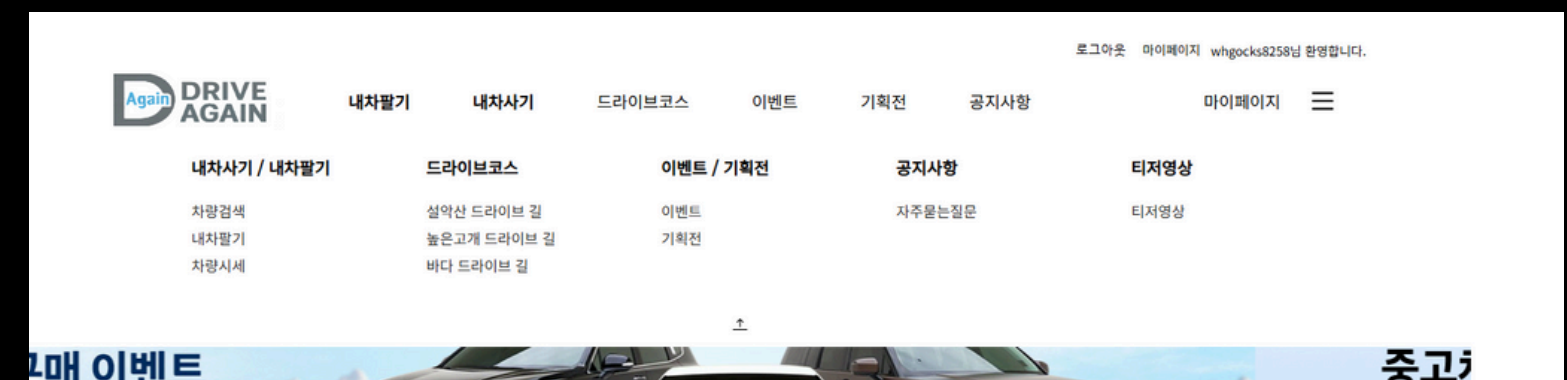 로그아웃 마이페이지 whgocks8258님 환영합니다.
Again DRIVE AGAIN
내차팔기 내차사기 드라이브코스 이벤트 기획전 공지사항 마이페이지
내차사기 / 내차팔기 드라이브코스 이벤트 / 기획전 공지사항 티저영상
차량검색 설악산 드라이브 길 이벤트 자주묻는질문 티저영상
내차팔기 높은고개 드라이브 길 기획전
차량시세 바다 드라이브 길
이벤트